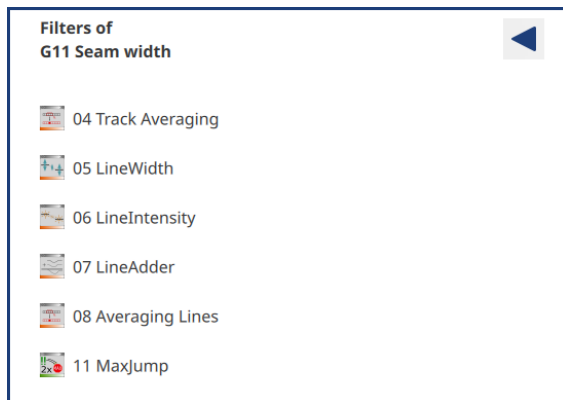 Filters of
G11 Seam width
04 Track Averaging
05 LineWidth
06 LineIntensity
07 LineAdder
08 Averaging Lines
2x
11 MaxJump